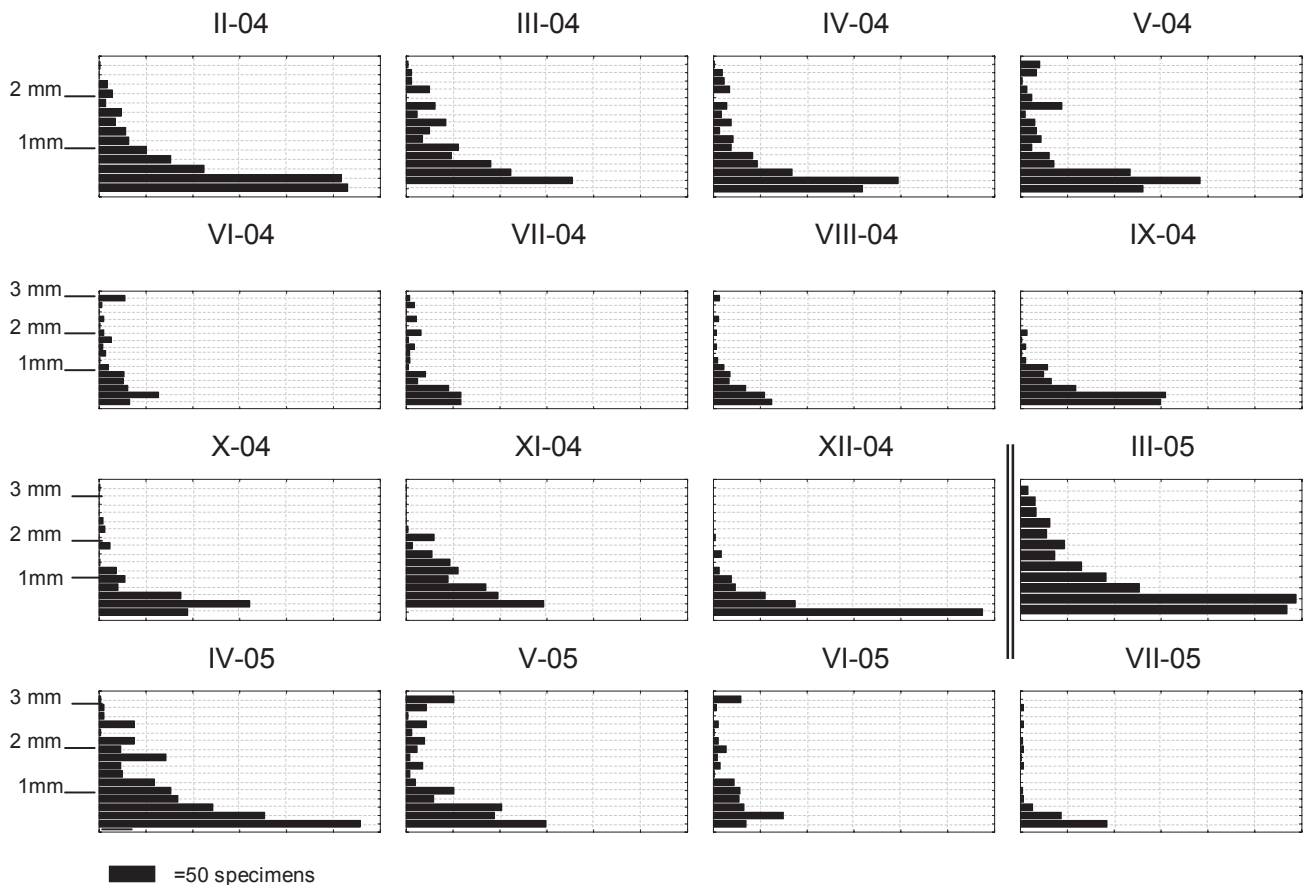 II-04 III-04 IV-04 V-04
2 mm
1mm
VI-04 VII-04 VIII-04 IX-04
3 mm
2 mm
1mm
X-04 XI-04 XII-04 III-05
3 mm
2 mm
1mm
IV-05 V-05 VI-05 VII-05
3 mm
2 mm
1mm
=50 specimens